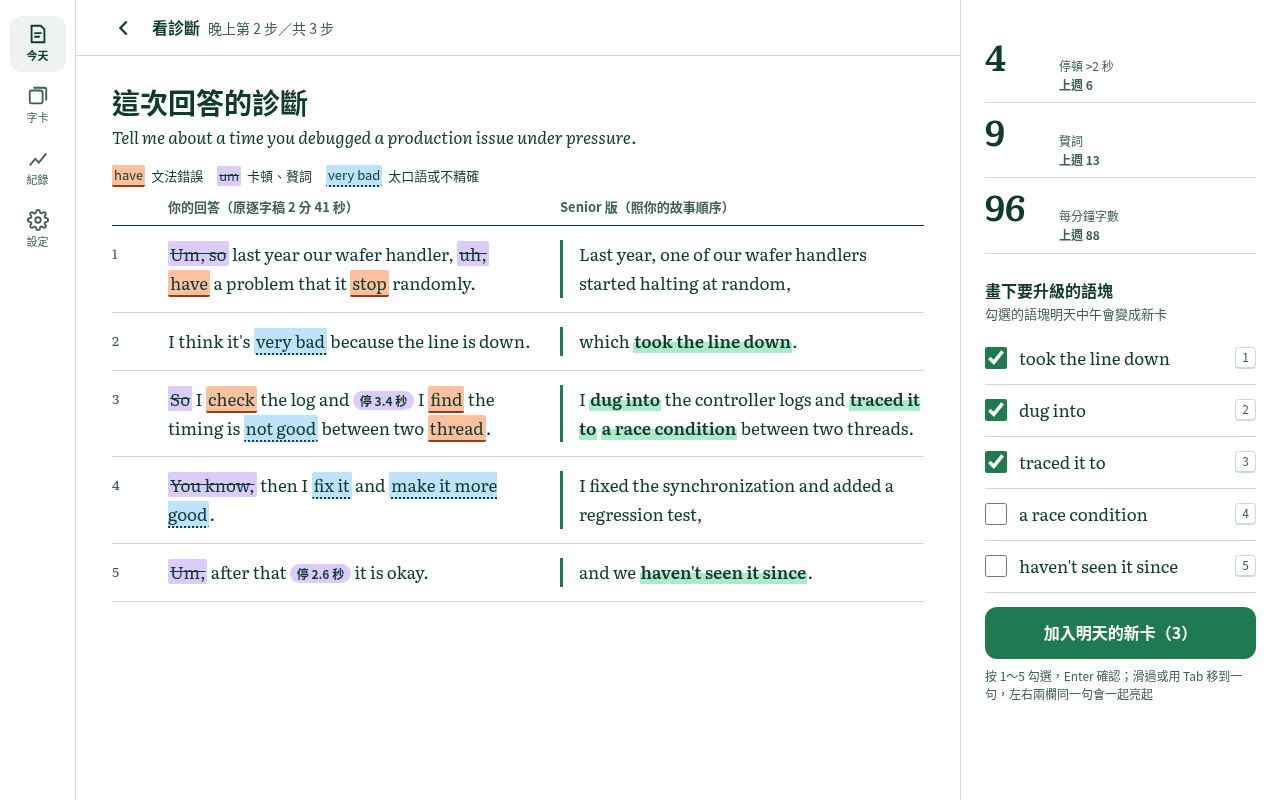 今天
字卡
紀錄
設定
看診斷 晚上第 2 步／共 3 步
這次回答的診斷
Tell me about a time you debugged a production issue under pressure.
have 文法錯誤 um 卡頓、贅詞 very bad 太口語或不精確
你的回答（原逐字稿 2 分 41 秒） Senior 版（照你的故事順序）
1
Um, so last year our wafer handler, uh,
have a problem that it stop randomly.
Last year, one of our wafer handlers
started halting at random,
2
I think it's very bad because the line is down.
which took the line down.
3
So I check the log and 停 3.4 秒 I find the
timing is not good between two thread.
I dug into the controller logs and traced it
to a race condition between two threads.
4
You know, then I fix it and make it more
good.
I fixed the synchronization and added a
regression test,
5
Um, after that 停 2.6 秒 it is okay.
and we haven't seen it since.
4
停頓 >2 秒
上週 6
9
贅詞
上週 13
96
每分鐘字數
上週 88
畫下要升級的語塊
勾選的語塊明天中午會變成新卡
took the line down 1
dug into 2
traced it to 3
a race condition 4
haven't seen it since 5
加入明天的新卡（3）
按 1～5 勾選，Enter 確認；滑過或用 Tab 移到一
句，左右兩欄同一句會一起亮起